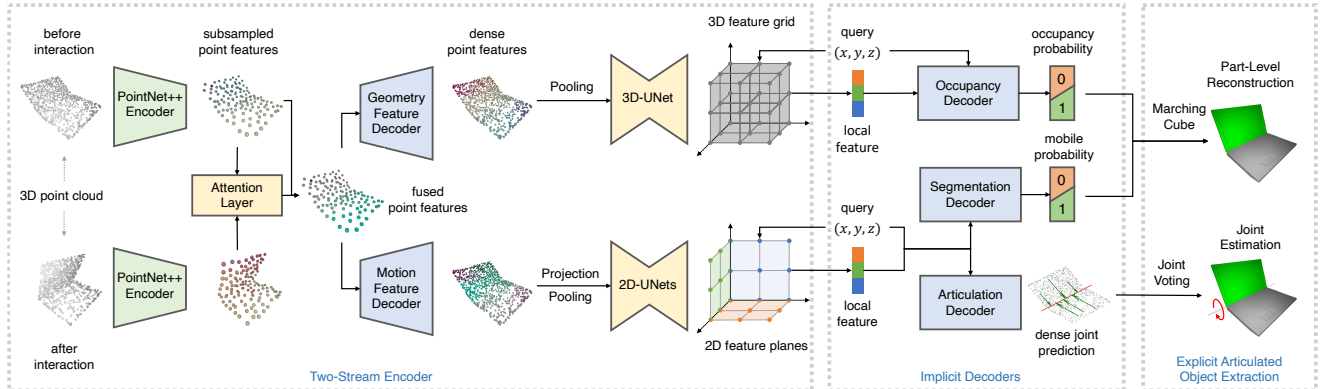 before
interaction
PointNet++
Encoder
subsampled
point features
3D point cloud
Attention
Layer
PointNet++
Encoder
after
interaction
fused
point features
Geometry
Feature
Decoder
dense
point features
Pooling
3D-UNet
3D feature grid
Motion
Feature
Decoder
Projection
Pooling
2D-UNets
2D feature planes
Two-Stream Encoder
query
(x, y, z)
local
feature
Occupancy
Decoder
occupancy
probability
0
1
mobile probability
Segmentation
Decoder
0
1
query
(x, y, z)
local
feature
Articulation
Decoder
dense joint
prediction
Implicit Decoders
Part-Level
Reconstruction
Marching
Cube
Joint
Estimation
Joint
Voting
Explicit Articulated
Object Extraction